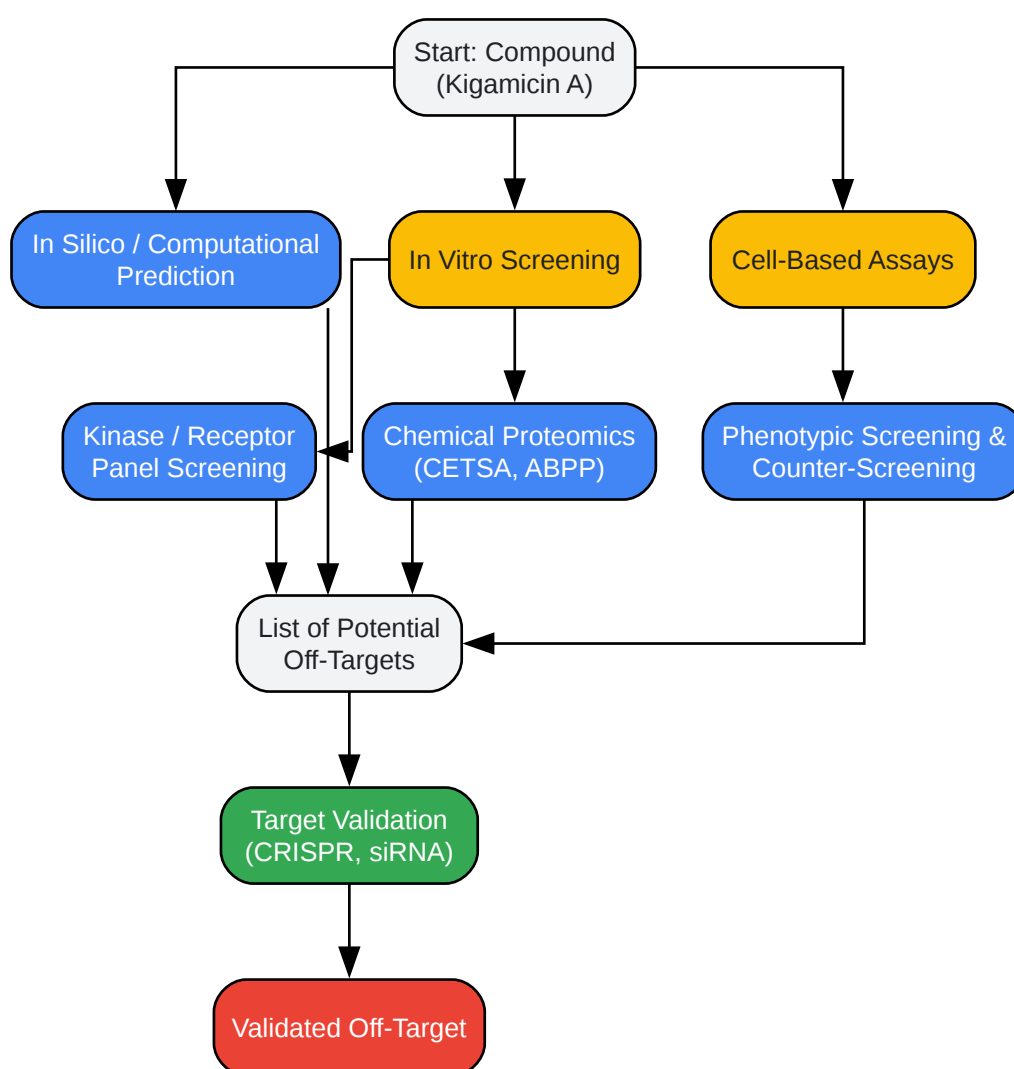 Start: Compound
(Kigamicin A)
In Silico / Computational
Prediction
In Vitro Screening
Cell-Based Assays
Kinase / Receptor
Panel Screening
Chemical Proteomics
(CETSA, ABPP)
Phenotypic Screening &
Counter-Screening
List of Potential
Off-Targets
Target Validation
(CRISPR, siRNA)
Validated Off-Target